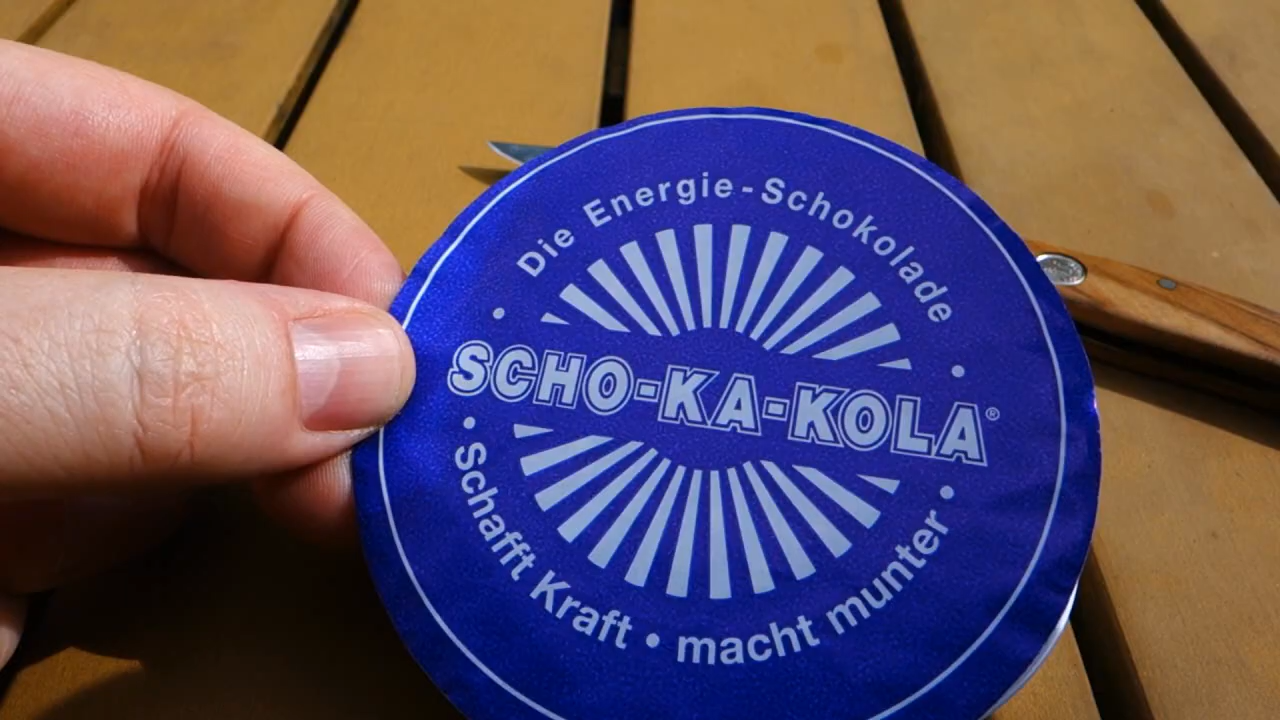 Die Energie-Schokolade
SCHO-KA-KOLA®
Schafft Kraft • macht munter